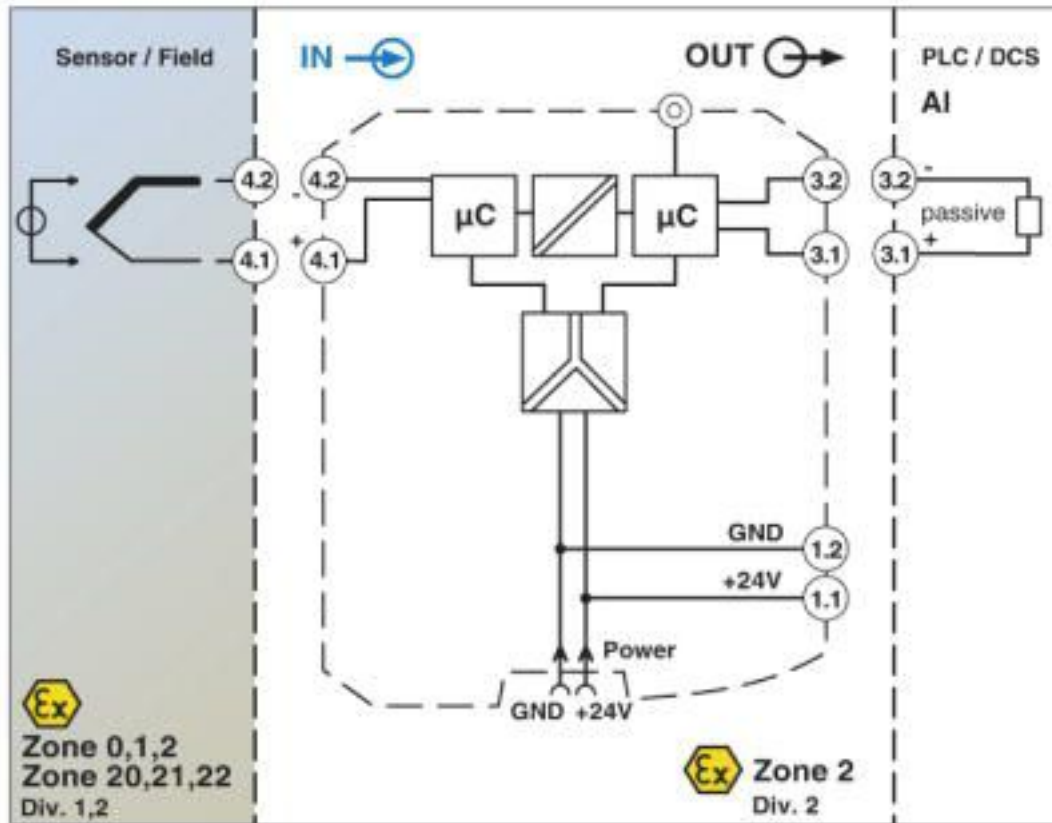 Sensor / Field
IN
OUT
PLC / DCS
AI
4.2
4.2
-
µC
µC
3.2
3.2
-
passive
+
4.1
4.1
+
3.1
3.1
GND
1.2
+24V
1.1
Power
GND +24V
Ex
Zone 0,1,2
Zone 20,21,22
Div. 1,2
Ex
Zone 2
Div. 2